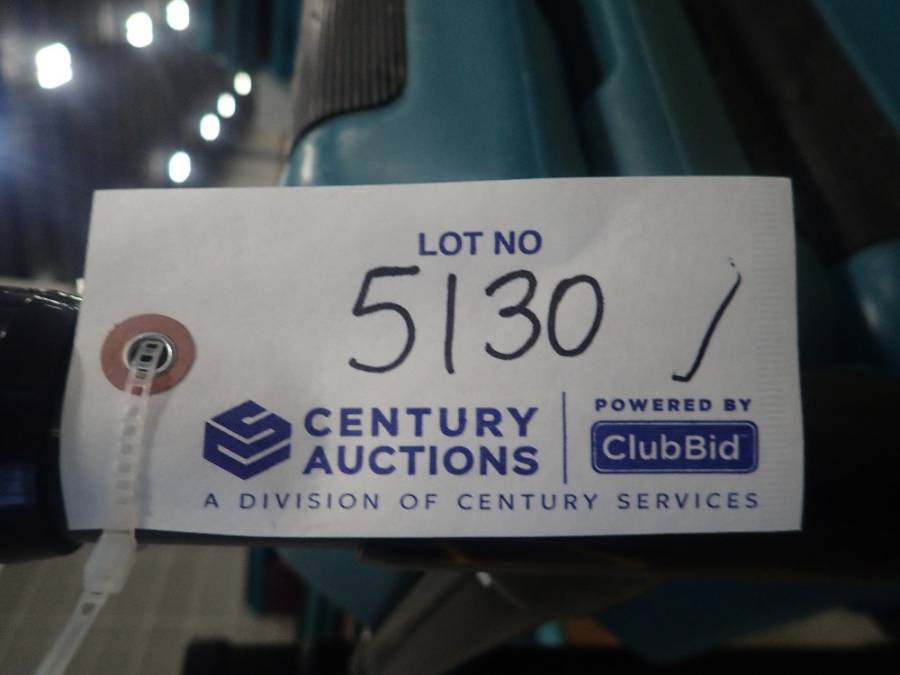 LOT NO
5130
CENTURY AUCTIONS
POWERED BY
ClubBid
A DIVISION OF CENTURY SERVICES